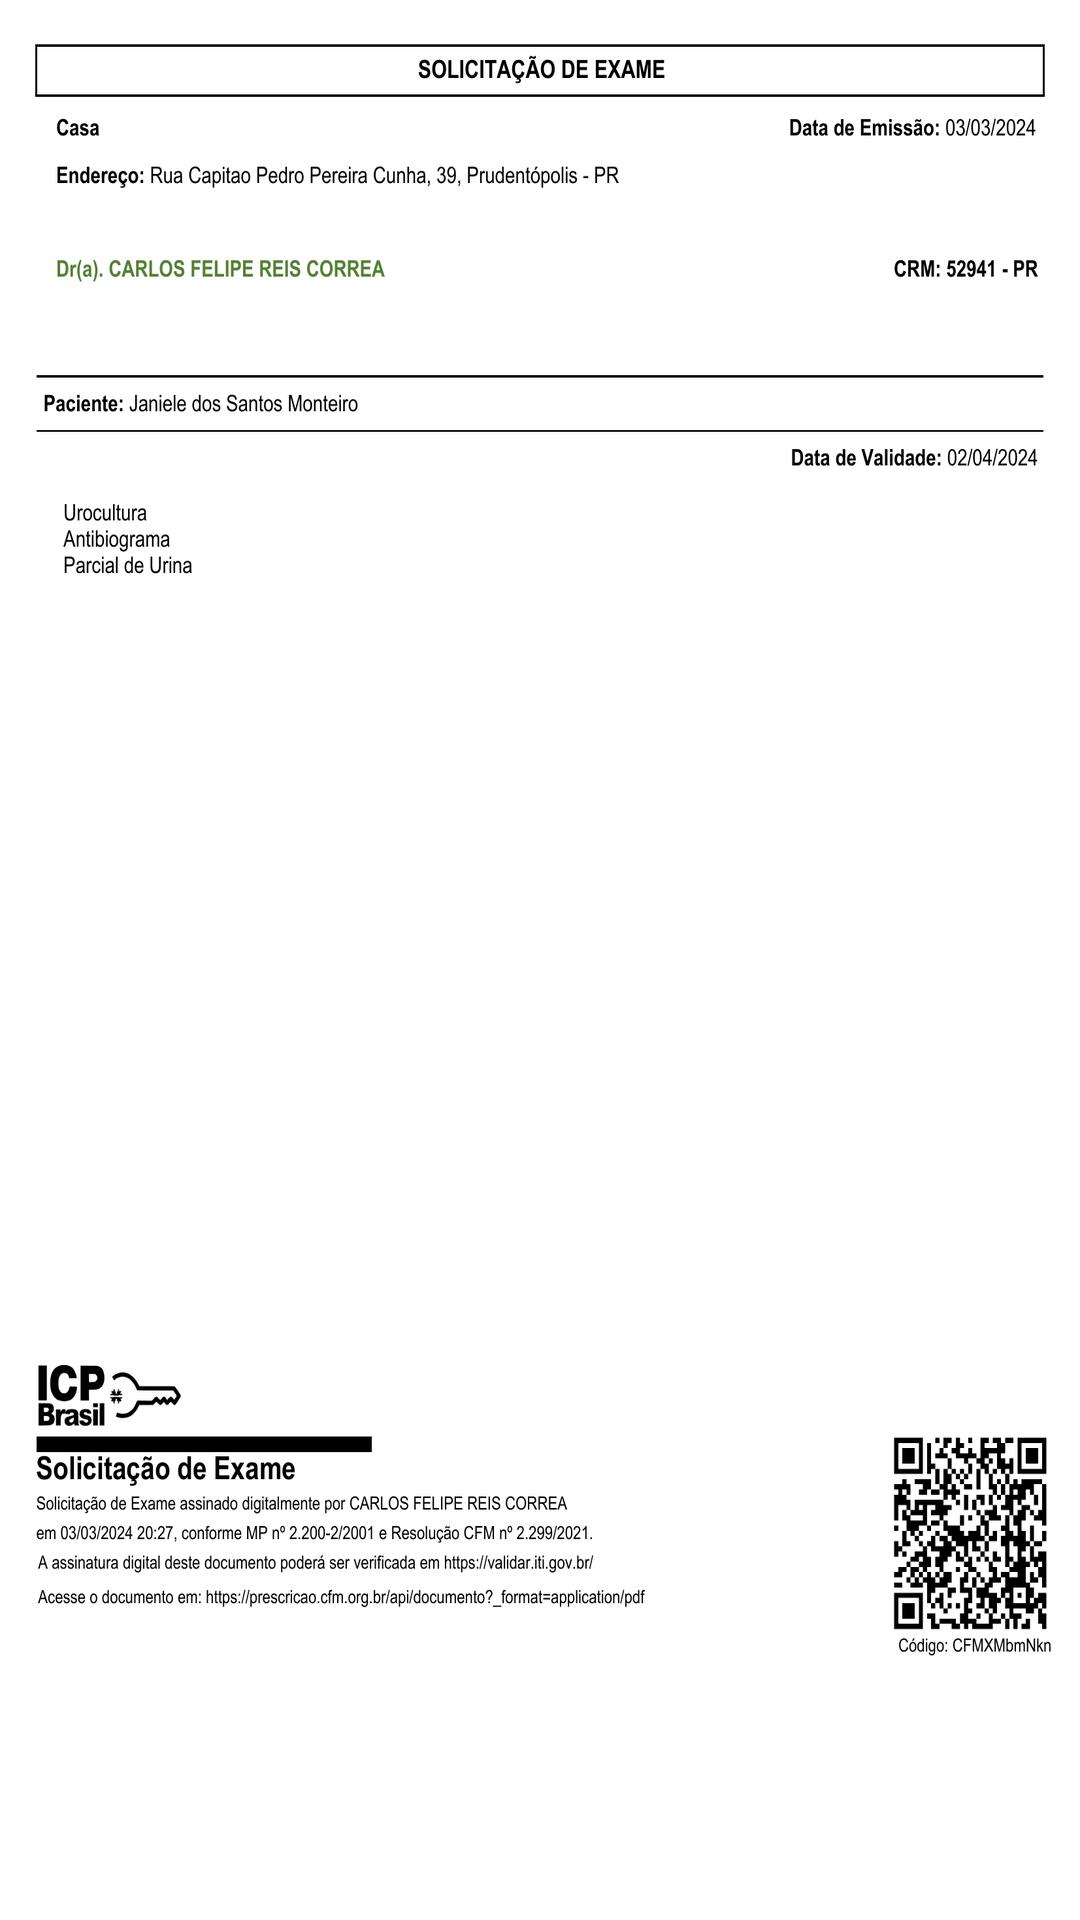 SOLICITAÇÃO DE EXAME
Casa
Data de Emissão: 03/03/2024
Endereço: Rua Capitao Pedro Pereira Cunha, 39, Prudentópolis - PR
Dr(a). CARLOS FELIPE REIS CORREA
CRM: 52941 - PR
Paciente: Janiele dos Santos Monteiro
Data de Validade: 02/04/2024
Urocultura
Antibiograma
Parcial de Urina
ICP
Brasil
Solicitação de Exame
Solicitação de Exame assinado digitalmente por CARLOS FELIPE REIS CORREA
em 03/03/2024 20:27, conforme MP nº 2.200-2/2001 e Resolução CFM nº 2.299/2021.
A assinatura digital deste documento poderá ser verificada em https://validar.iti.gov.br/
Acesse o documento em: https://prescricao.cfm.org.br/api/documento?_format=application/pdf
Código: CFMXMbmNkn